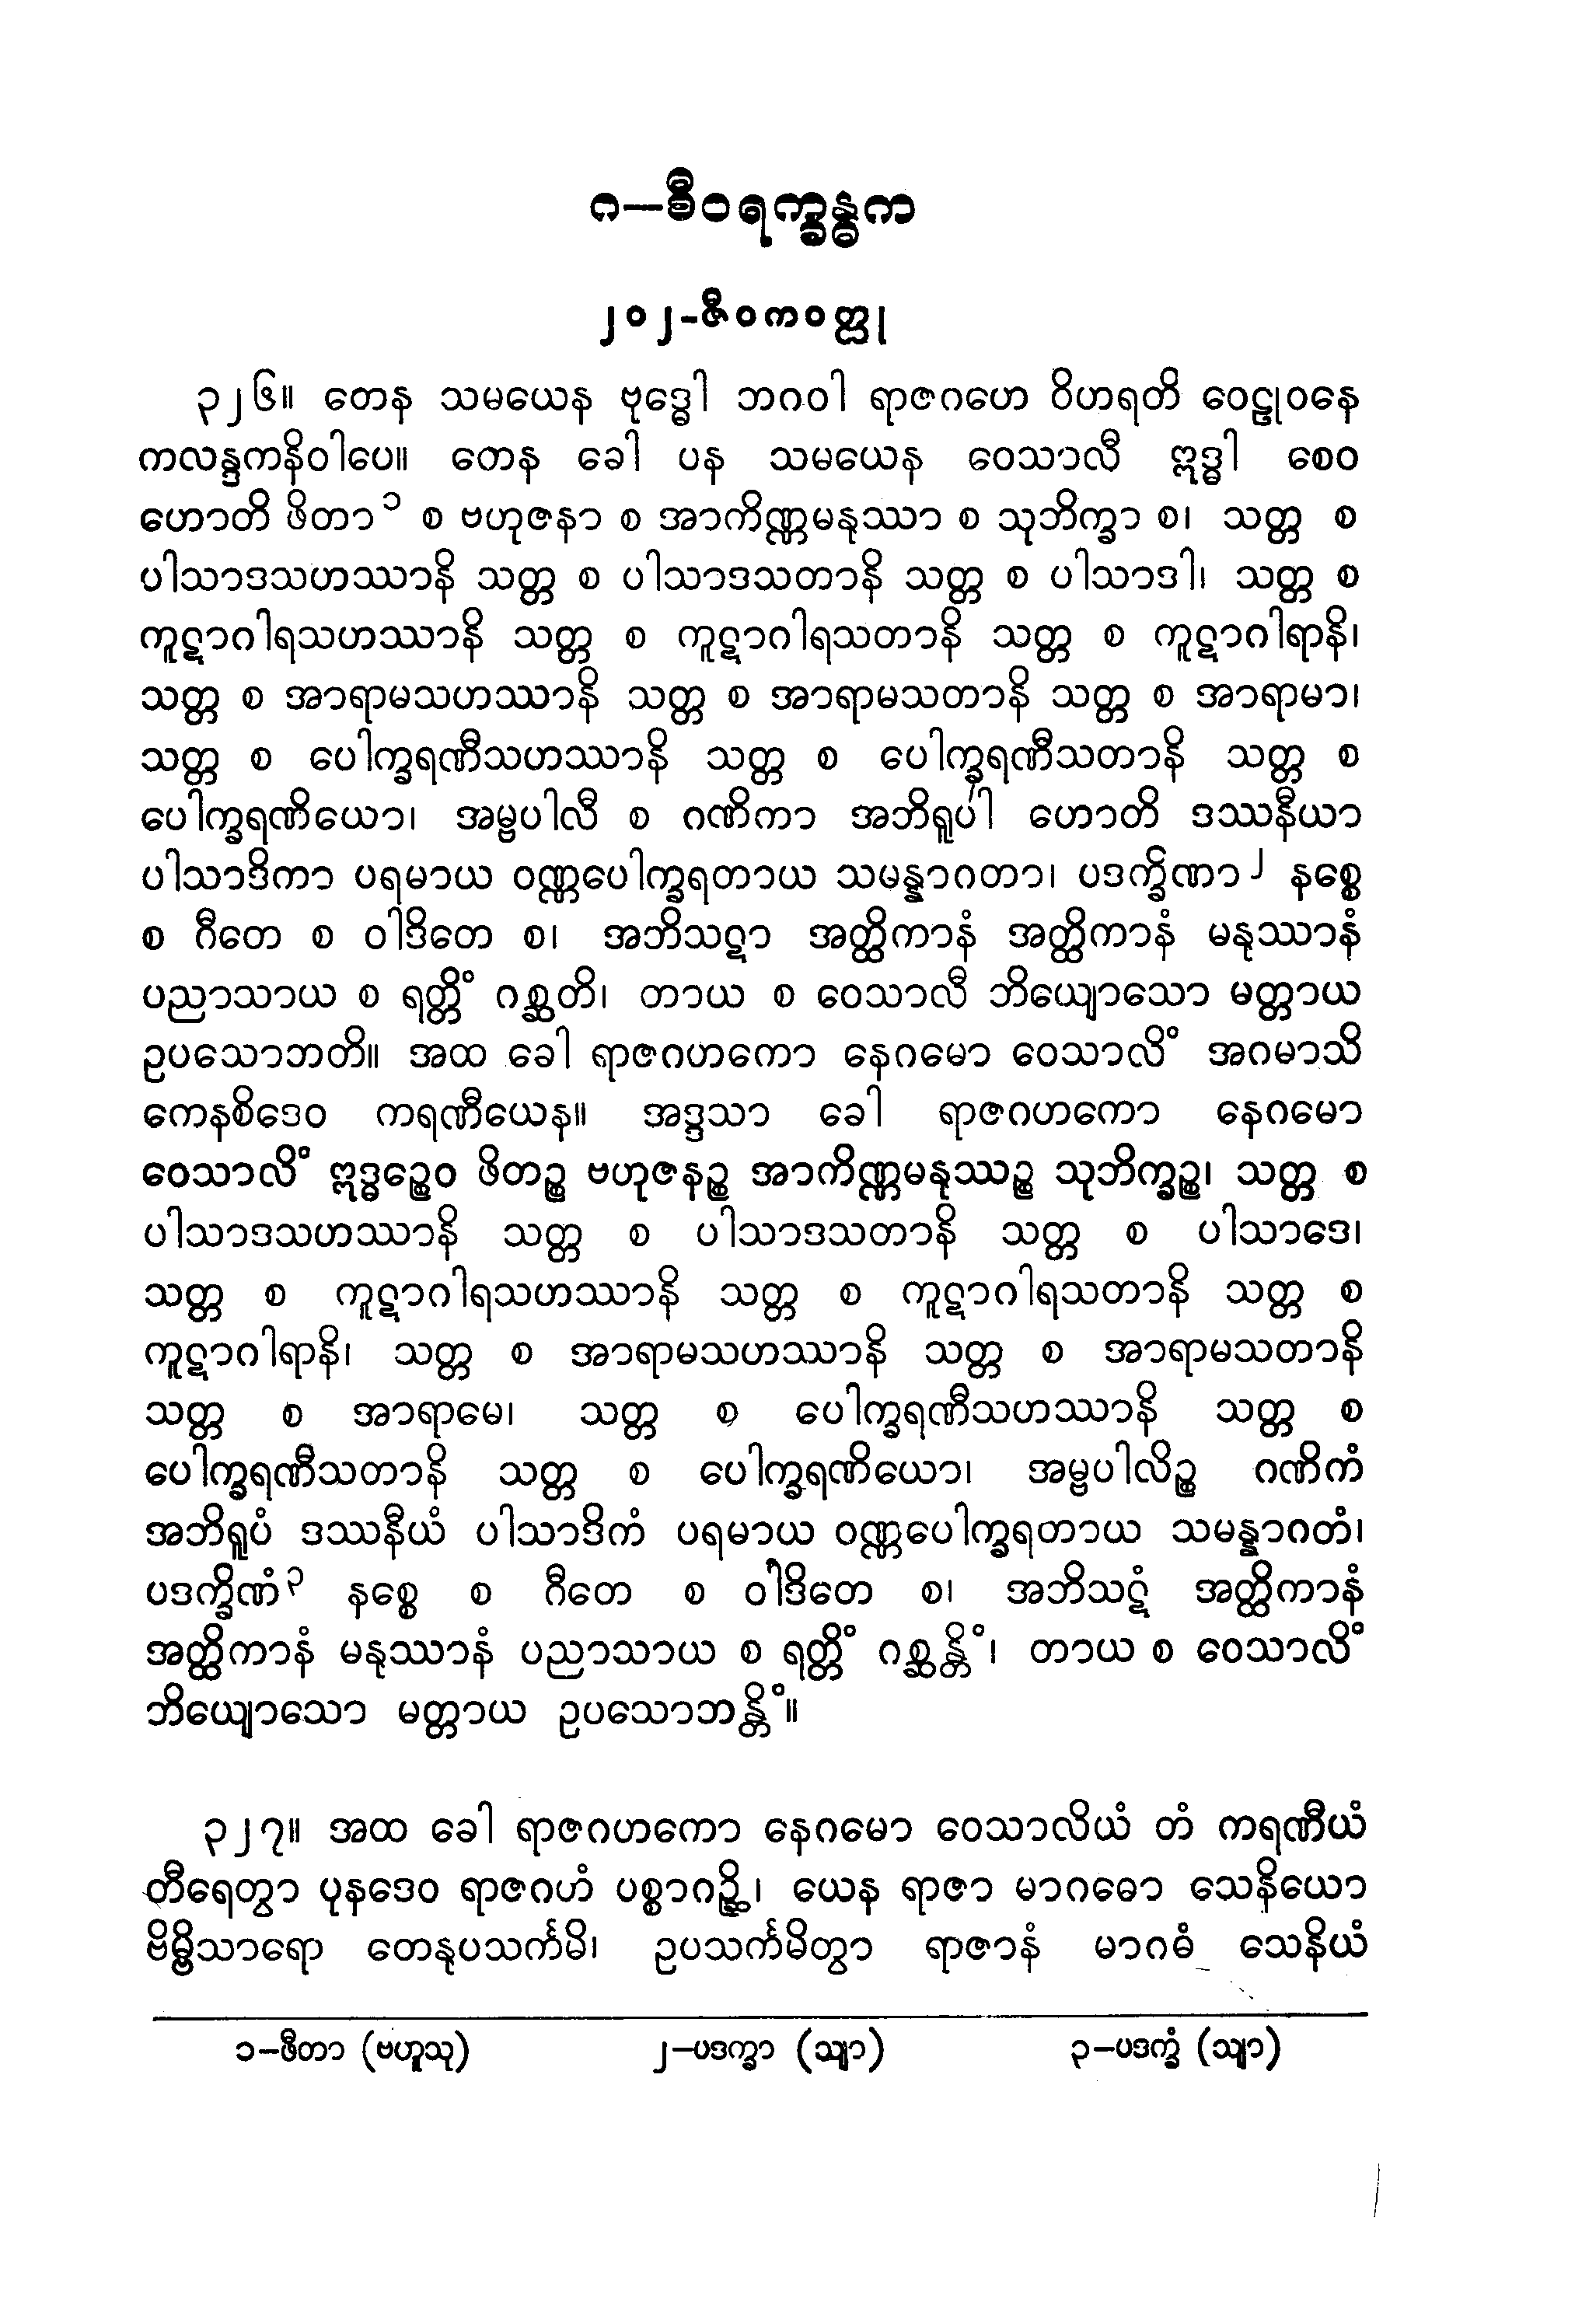 ဂ—စီဝရက္ခန္ဓက
၂၀၂-ဇီဝကဝတ္ထု
၃၂၆။ တေန သမယေန ဗုဒ္ဓေါ ဘဂဝါ ရာဇဂဟေ ဝိဟရတိ ဝေဠုဝနေ
ကလန္ဒကနိဝါပေ။ တေန ခေါ ပန သမယေန ဝေသာလီ ဣဒ္ဓါ စေဝ
ဟောတိ ဖိတာ၁ စ ဗဟုဇနာ စ အာကိဏ္ဏမနုဿာ စ သုဘိက္ခာ စ၊ သတ္တ စ
ပါသာဒသဟဿာနိ သတ္တ စ ပါသာဒသတာနိ သတ္တ စ ပါသာဒါ၊ သတ္တ စ
ကူဋာဂါရသဟဿာနိ သတ္တ စ ကူဋာဂါရသတာနိ သတ္တ စ ကူဋာဂါရာနိ၊
သတ္တ စ အာရာမသဟဿာနိ သတ္တ စ အာရာမသတာနိ သတ္တ စ အာရာမာ၊
သတ္တ စ ပေါက္ခရဏီသဟဿာနိ သတ္တ စ ပေါက္ခရဏီသတာနိ သတ္တ စ
ပေါက္ခရဏိယော၊ အမ္ဗပါလီ စ ဂဏိကာ အဘိရူပါ ဟောတိ ဒဿနီယာ
ပါသာဒိကာ ပရမာယ ဝဏ္ဏပေါက္ခရတာယ သမန္နာဂတာ၊ ပဒက္ခိဏာ၂ နစ္စေ
စ ဂီတေ စ ဝါဒိတေ စ၊ အဘိသဋာ အတ္ထိကာနံ အတ္ထိကာနံ မနုဿာနံ
ပညာသာယ စ ရတ္တိံ ဂစ္ဆတိ၊ တာယ စ ဝေသာလီ ဘိယျောသော မတ္တာယ
ဥပသောဘတိ။ အထ ခေါ ရာဇဂဟကော နေဂမော ဝေသာလိံ အဂမာသိ
ကေနစိဒေဝ ကရဏီယေန။ အဒ္ဒသာ ခေါ ရာဇဂဟကော နေဂမော
ဝေသာလိံ ဣဒ္ဓဉ္စေဝ ဖိတဉ္စ ဗဟုဇနဉ္စ အာကိဏ္ဏမနုဿဉ္စ သုဘိက္ခဉ္စ၊ သတ္တ စ
ပါသာဒသဟဿာနိ သတ္တ စ ပါသာဒသတာနိ သတ္တ စ ပါသာဒေ၊
သတ္တ စ ကူဋာဂါရသဟဿာနိ သတ္တ စ ကူဋာဂါရသတာနိ သတ္တ စ
ကူဋာဂါရာနိ၊ သတ္တ စ အာရာမသဟဿာနိ သတ္တ စ အာရာမသတာနိ
သတ္တ စ အာရာမေ၊ သတ္တ စ ပေါက္ခရဏီသဟဿာနိ သတ္တ စ
ပေါက္ခရဏီသတာနိ သတ္တ စ ပေါက္ခရဏိယော၊ အမ္ဗပါလိဉ္စ ဂဏိကံ
အဘိရူပံ ဒဿနီယံ ပါသာဒိကံ ပရမာယ ဝဏ္ဏပေါက္ခရတာယ သမန္နာဂတံ၊
ပဒက္ခိဏံ၃ နစ္စေ စ ဂီတေ စ ဝါဒိတေ စ၊ အဘိသဋံ အတ္ထိကာနံ
အတ္ထိကာနံ မနုဿာနံ ပညာသာယ စ ရတ္တိံ ဂစ္ဆန္တိံ၊ တာယ စ ဝေသာလိံ
ဘိယျောသော မတ္တာယ ဥပသောဘန္တိံ။
၃၂၇။ အထ ခေါ ရာဇဂဟကော နေဂမော ဝေသာလိယံ တံ ကရဏီယံ
တီရေတွာ ပုနဒေဝ ရာဇဂဟံ ပစ္စာဂဉ္ဆိ၊ ယေန ရာဇာ မာဂဓော သေနိယော
ဗိမ္ဗိသာရော တေနုပသင်္ကမိ၊ ဥပသင်္ကမိတွာ ရာဇာနံ မာဂဓံ သေနိယံ
၁–ဖီတာ (ဗဟူသု) ၂–ပဒက္ခာ (သျာ) ၃–ပဒက္ခံ (သျာ)